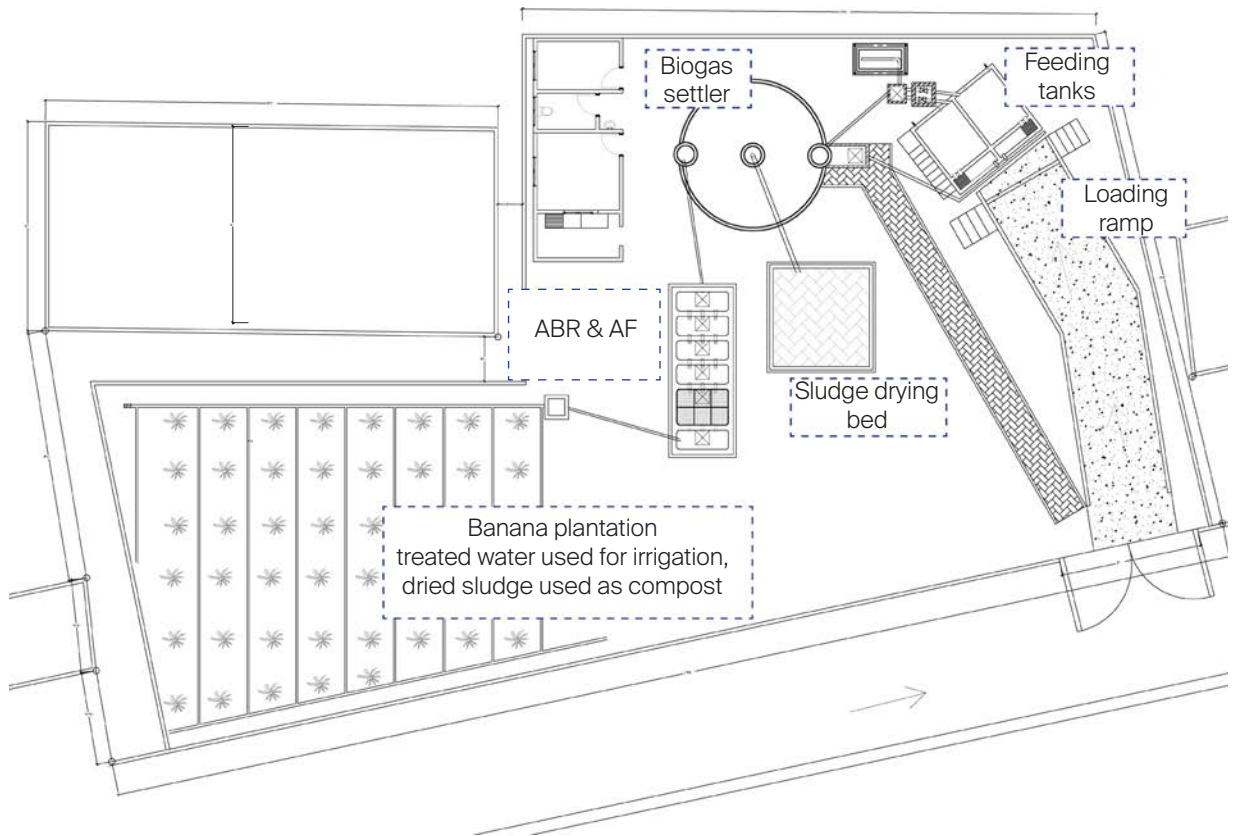 Biogas
settler
Feeding
tanks
Loading
ramp
ABR & AF
Sludge drying
bed
Banana plantation
treated water used for irrigation,
dried sludge used as compost